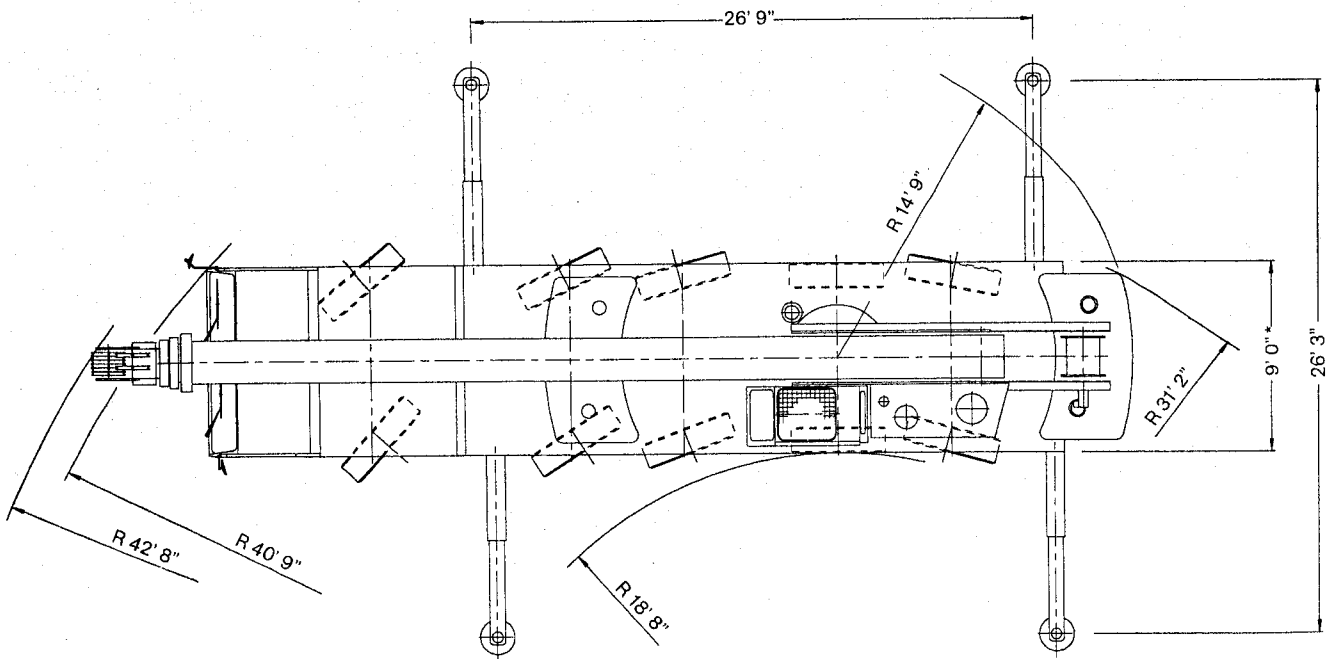 26' 9"
R 14' 9"
9' 0"*
26' 3"
R 31' 2"
R 42' 8"
R 40' 9"
R 18' 8"